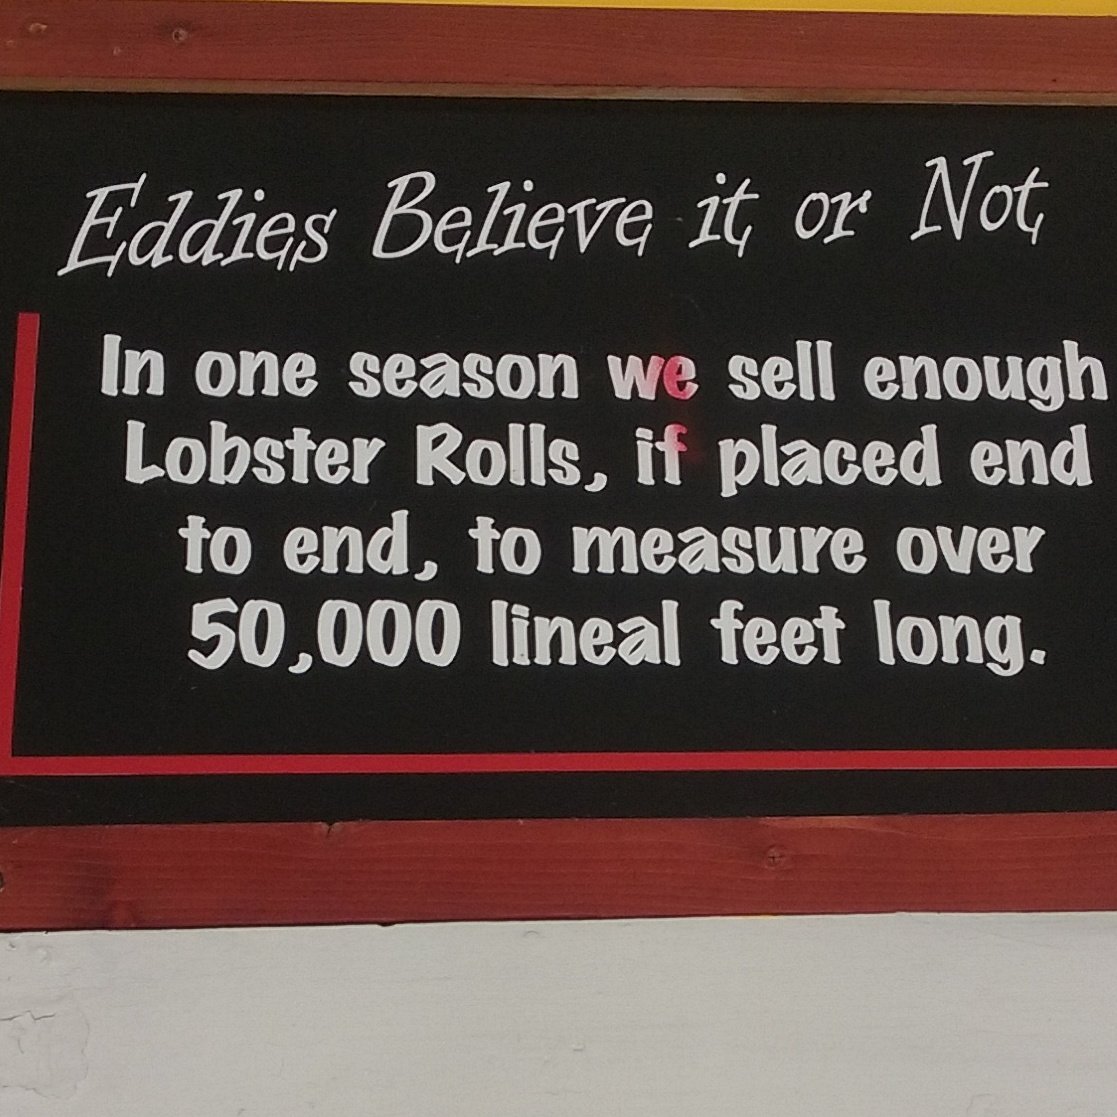 Eddies Believe it or Not
In one season we sell enough
Lobster Rolls, if placed end
to end, to measure over
50,000 lineal feet long.